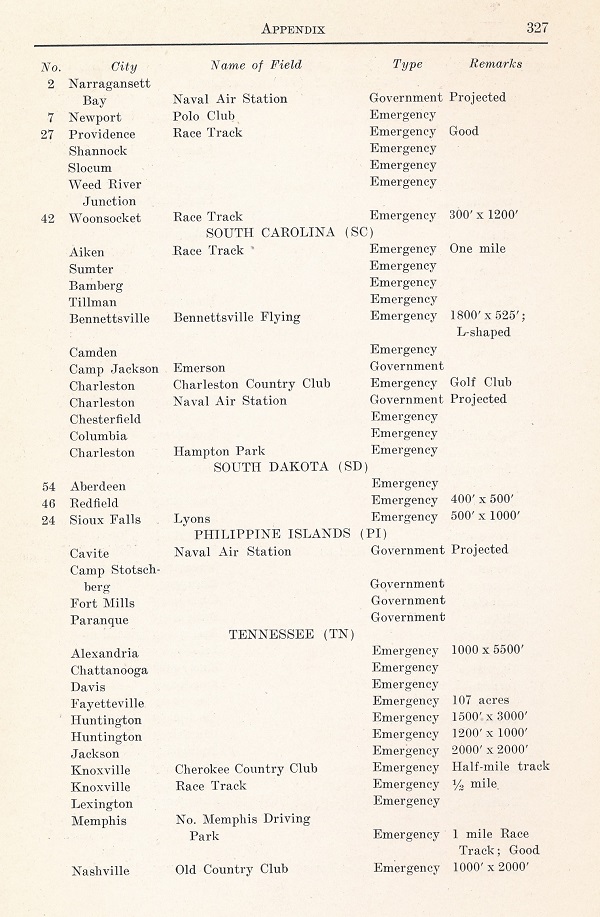 APPENDIX 327
No. City Name of Field Type Remarks
2 Narragansett
Bay Naval Air Station Government Projected
7 Newport Polo Club Emergency
27 Providence Race Track Emergency Good
Shannock Emergency
Slocum Emergency
Weed River Emergency
Junction
42 Woonsocket Race Track Emergency 300' x 1200'
SOUTH CAROLINA (SC)
Aiken Race Track Emergency One mile
Sumter Emergency
Bamberg Emergency
Tillman Emergency
Bennettsville Bennettsville Flying Emergency 1800' x 525';
L-shaped
Camden Emergency
Camp Jackson Emerson Government
Charleston Charleston Country Club Emergency Golf Club
Charleston Naval Air Station Government Projected
Chesterfield Emergency
Columbia Emergency
Charleston Hampton Park Emergency
SOUTH DAKOTA (SD)
54 Aberdeen Emergency
46 Redfield Emergency 400' x 500'
24 Sioux Falls Lyons Emergency 500' x 1000'
PHILIPPINE ISLANDS (PI)
Cavite Naval Air Station Government Projected
Camp Stotsch-
berg Government
Fort Mills Government
Paranque Government
TENNESSEE (TN)
Alexandria Emergency 1000 x 5500'
Chattanooga Emergency
Davis Emergency
Fayetteville Emergency 107 acres
Huntington Emergency 1500' x 3000'
Huntington Emergency 1200' x 1000'
Jackson Emergency 2000' x 2000'
Knoxville Cherokee Country Club Emergency Half-mile track
Knoxville Race Track Emergency ½ mile
Lexington Emergency
Memphis No. Memphis Driving
Park Emergency 1 mile Race
Track; Good
Nashville Old Country Club Emergency 1000' x 2000'